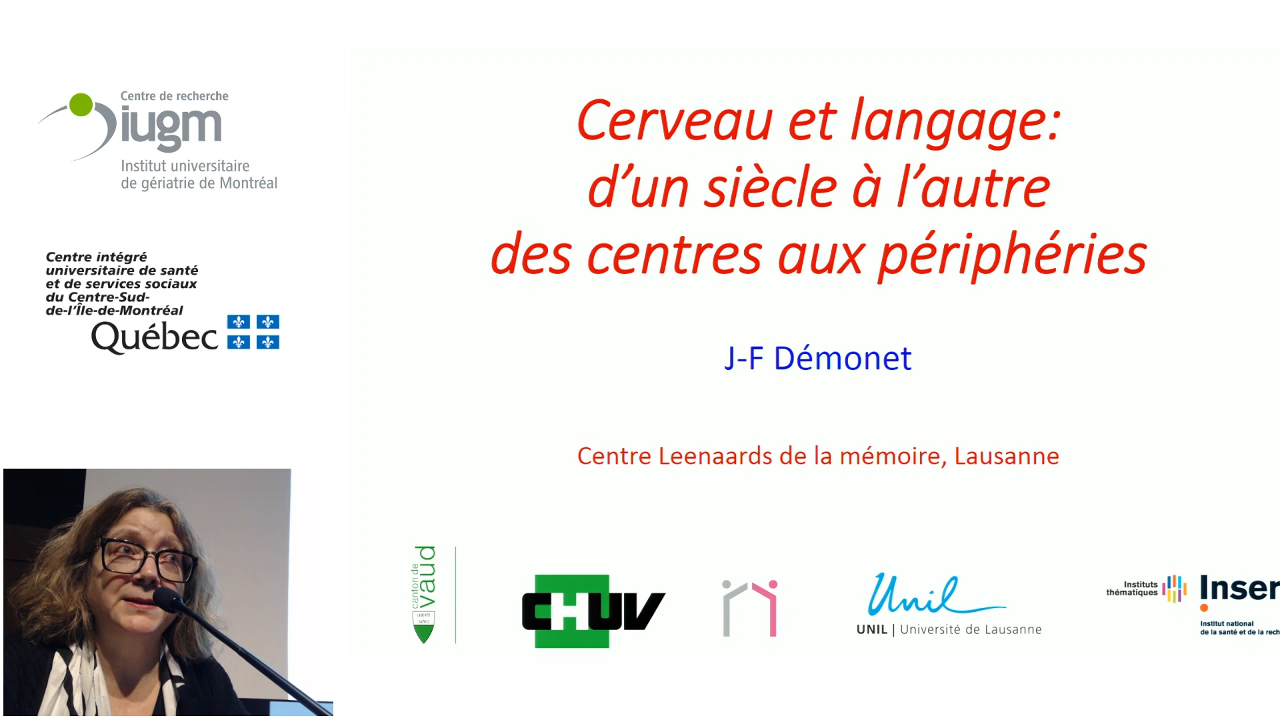 Centre de recherche
iugm
Institut universitaire
de gériatrie de Montréal
Centre intégré
universitaire de santé
et de services sociaux
du Centre-Sud-
de-l'Île-de-Montréal
Québec
Cerveau et langage:
d'un siècle à l'autre
des centres aux périphéries
J-F Démonet
Centre Leenaards de la mémoire, Lausanne
canton de
vaud
CHUV
Unil
UNIL | Université de Lausanne
Instituts
thématiques
Inser
Institut national
de la santé et de la rech